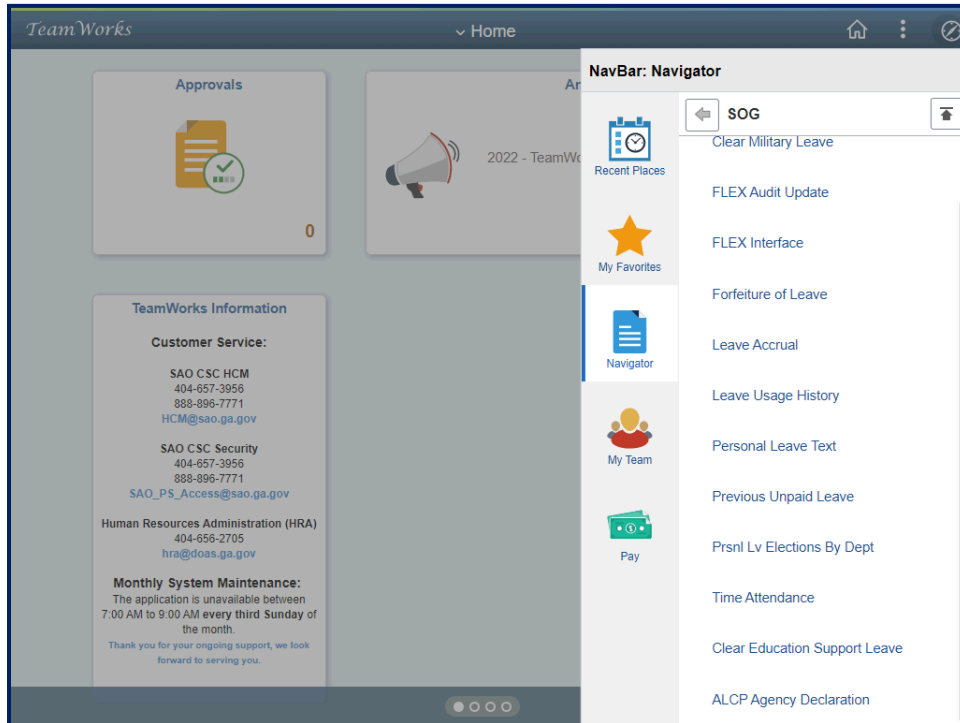 TeamWorks
Home
Approvals
0
An
2022 - TeamWo
TeamWorks Information
Customer Service:
SAO CSC HCM
404-657-3956
888-896-7771
HCM@sao.ga.gov
SAO CSC Security
404-657-3956
888-896-7771
SAO_PS_Access@sao.ga.gov
Human Resources Administration (HRA)
404-656-2705
hra@doas.ga.gov
Monthly System Maintenance:
The application is unavailable between
7:00 AM to 9:00 AM every third Sunday of
the month.
Thank you for your ongoing support, we look
forward to serving you.
NavBar: Navigator
Recent Places
My Favorites
Navigator
My Team
Pay
SOG
Clear Military Leave
FLEX Audit Update
FLEX Interface
Forfeiture of Leave
Leave Accrual
Leave Usage History
Personal Leave Text
Previous Unpaid Leave
Prsnl Lv Elections By Dept
Time Attendance
Clear Education Support Leave
ALCP Agency Declaration